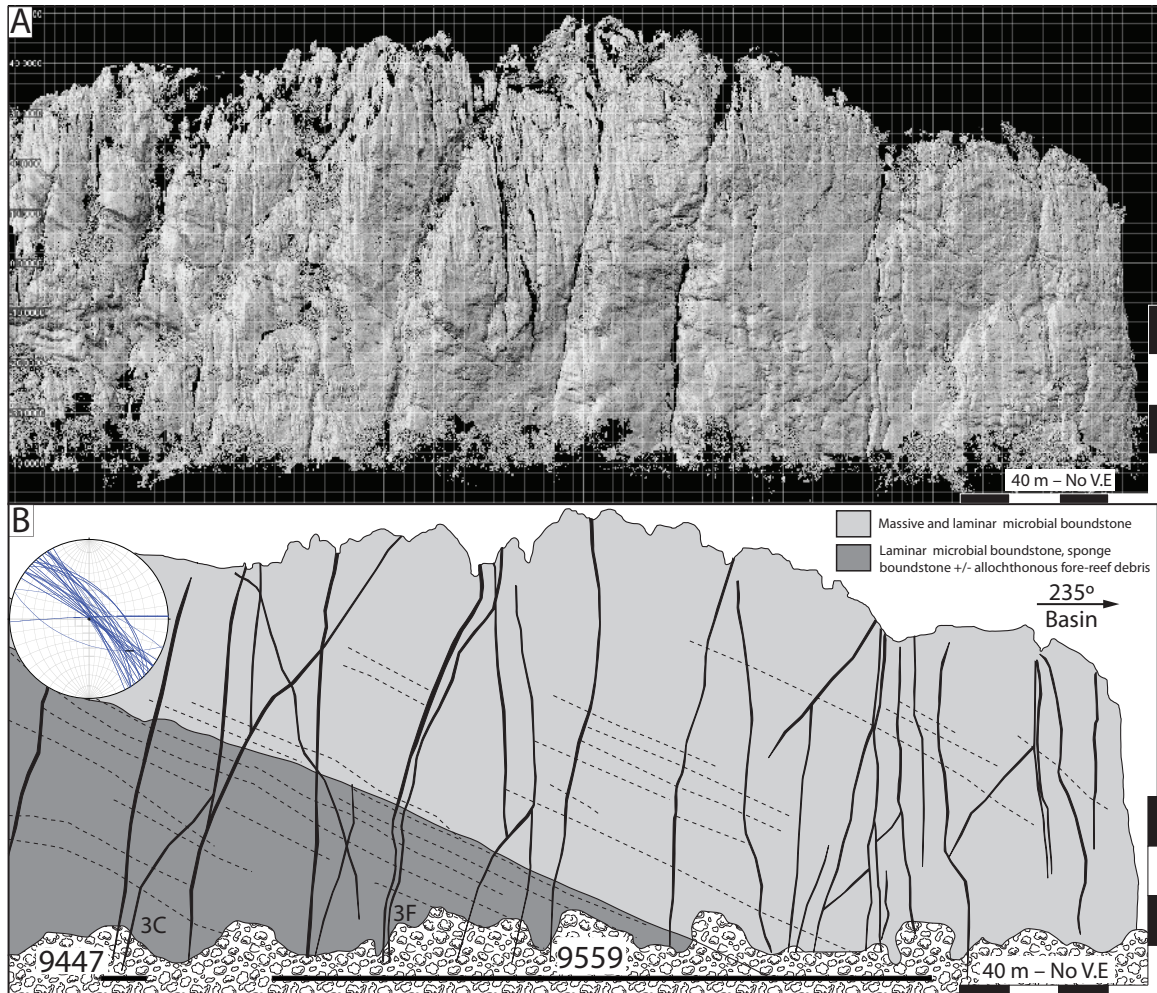 A
40 m – No V.E
B
Massive and laminar microbial boundstone
Laminar microbial boundstone, sponge
boundstone +/- allochthonous fore-reef debris
235º
Basin
3C
3F
9447
9559
40 m – No V.E